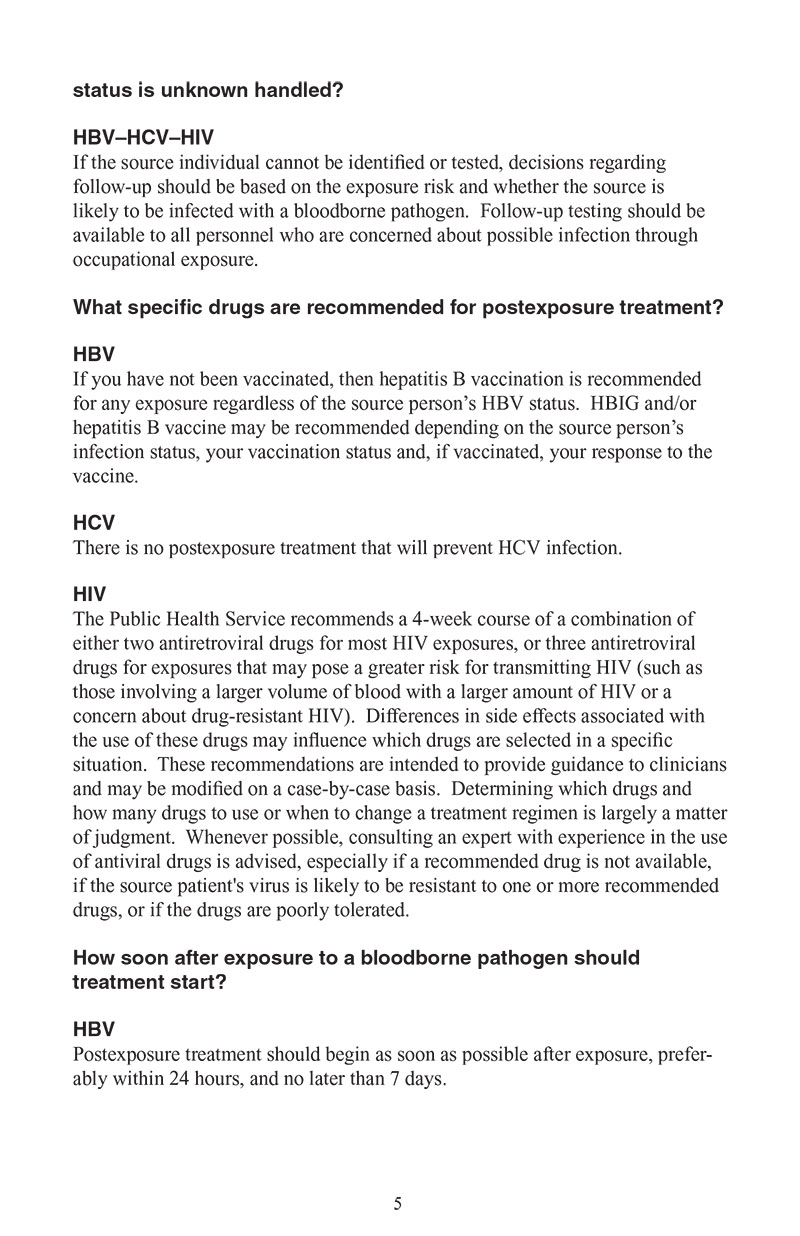 status is unknown handled?
HBV–HCV–HIV
If the source individual cannot be identified or tested, decisions regarding
follow-up should be based on the exposure risk and whether the source is
likely to be infected with a bloodborne pathogen.  Follow-up testing should be
available to all personnel who are concerned about possible infection through
occupational exposure.
What specific drugs are recommended for postexposure treatment?
HBV
If you have not been vaccinated, then hepatitis B vaccination is recommended
for any exposure regardless of the source person’s HBV status.  HBIG and/or
hepatitis B vaccine may be recommended depending on the source person’s
infection status, your vaccination status and, if vaccinated, your response to the
vaccine.
HCV
There is no postexposure treatment that will prevent HCV infection.
HIV
The Public Health Service recommends a 4-week course of a combination of
either two antiretroviral drugs for most HIV exposures, or three antiretroviral
drugs for exposures that may pose a greater risk for transmitting HIV (such as
those involving a larger volume of blood with a larger amount of HIV or a
concern about drug-resistant HIV).  Differences in side effects associated with
the use of these drugs may influence which drugs are selected in a specific
situation.  These recommendations are intended to provide guidance to clinicians
and may be modified on a case-by-case basis.  Determining which drugs and
how many drugs to use or when to change a treatment regimen is largely a matter
of judgment.  Whenever possible, consulting an expert with experience in the use
of antiviral drugs is advised, especially if a recommended drug is not available,
if the source patient's virus is likely to be resistant to one or more recommended
drugs, or if the drugs are poorly tolerated.
How soon after exposure to a bloodborne pathogen should
treatment start?
HBV
Postexposure treatment should begin as soon as possible after exposure, prefer-
ably within 24 hours, and no later than 7 days.
5